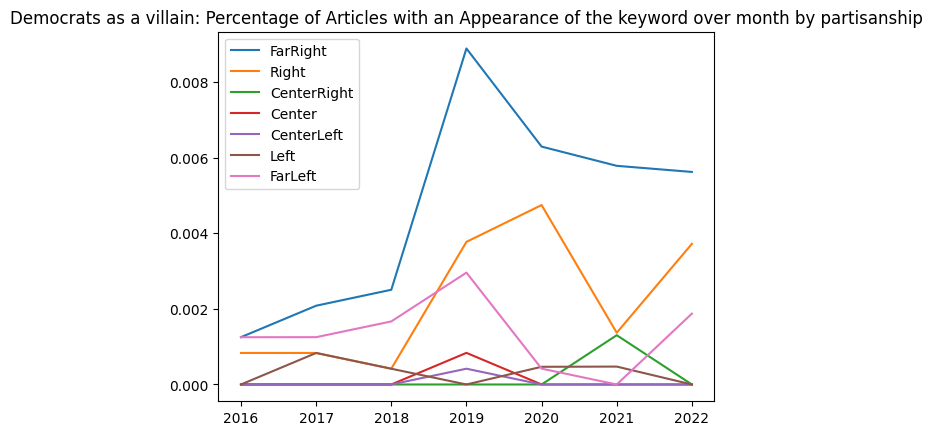 Democrats as a villain: Percentage of Articles with an Appearance of the keyword over month by partisanship
FarRight
Right
CenterRight
Center
CenterLeft
Left
FarLeft
0.008
0.006
0.004
0.002
0.000
2016 2017 2018 2019 2020 2021 2022